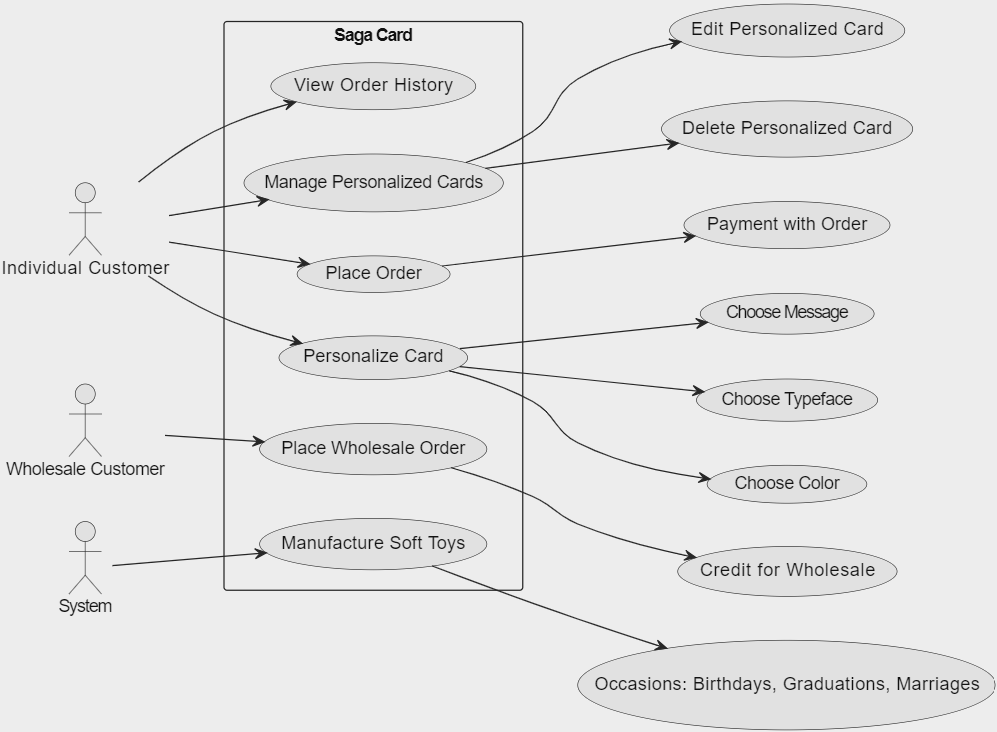 Saga Card
View Order History
Manage Personalized Cards
Place Order
Personalize Card
Place Wholesale Order
Manufacture Soft Toys
Individual Customer
Wholesale Customer
System
Edit Personalized Card
Delete Personalized Card
Payment with Order
Choose Message
Choose Typeface
Choose Color
Credit for Wholesale
Occasions: Birthdays, Graduations, Marriages